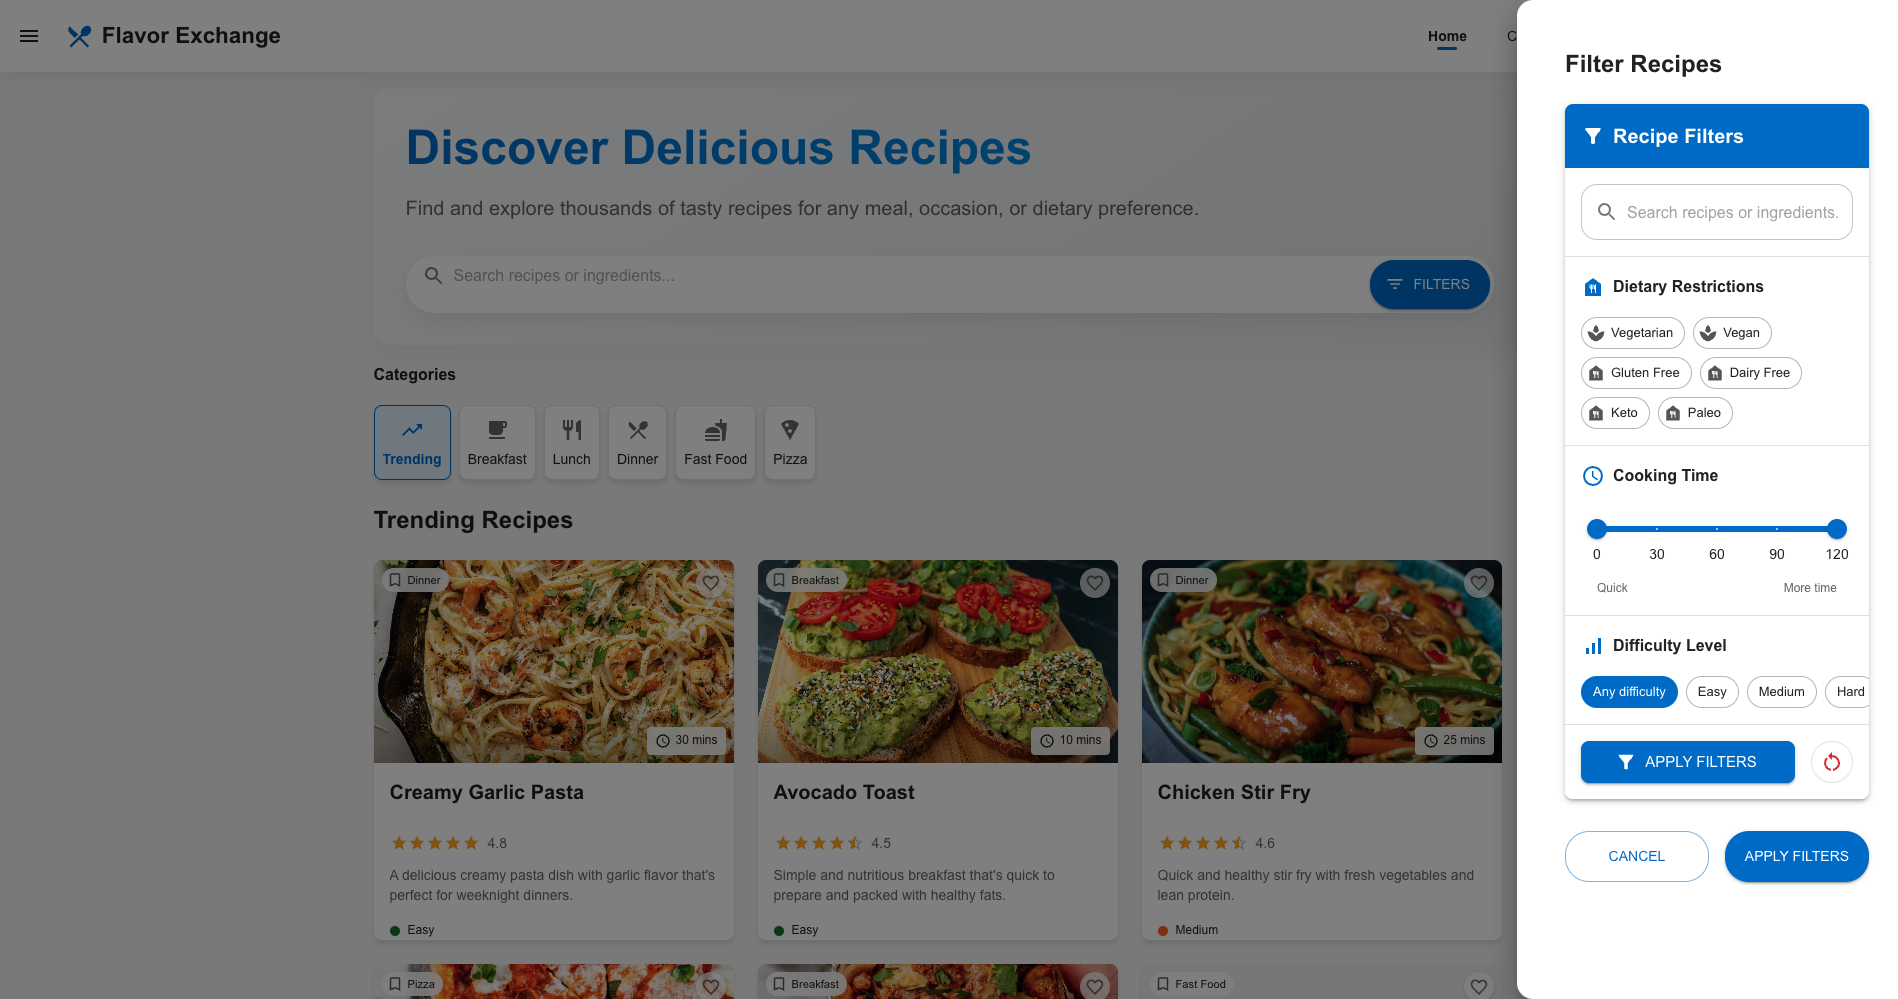 Flavor Exchange
Home
C
Discover Delicious Recipes
Find and explore thousands of tasty recipes for any meal, occasion, or dietary preference.
Search recipes or ingredients...
FILTERS
Categories
Trending
Breakfast
Lunch
Dinner
Fast Food
Pizza
Trending Recipes
Dinner
30 mins
Creamy Garlic Pasta
4.8
A delicious creamy pasta dish with garlic flavor that's
perfect for weeknight dinners.
Easy
Breakfast
10 mins
Avocado Toast
4.5
Simple and nutritious breakfast that's quick to
prepare and packed with healthy fats.
Easy
Dinner
25 mins
Chicken Stir Fry
4.6
Quick and healthy stir fry with fresh vegetables and
lean protein.
Medium
Pizza
Breakfast
Fast Food
Filter Recipes
Recipe Filters
Search recipes or ingredients.
Dietary Restrictions
Vegetarian
Vegan
Gluten Free
Dairy Free
Keto
Paleo
Cooking Time
0 30 60 90 120
Quick More time
Difficulty Level
Any difficulty
Easy
Medium
Hard
APPLY FILTERS
CANCEL
APPLY FILTERS